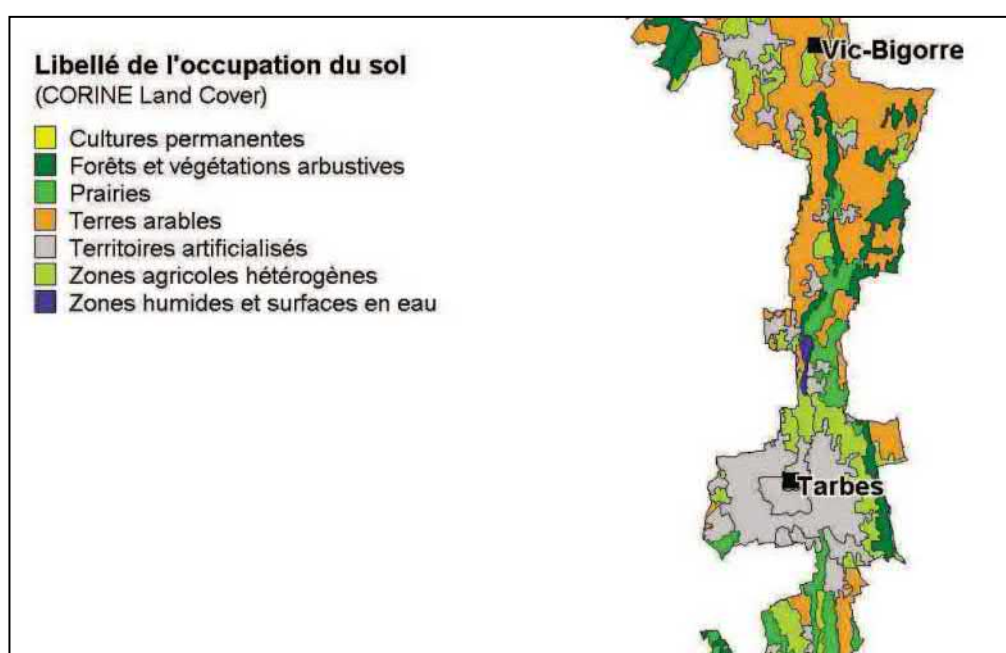 Libellé de l'occupation du sol
(CORINE Land Cover)
Cultures permanentes
Forêts et végétations arbustives
Prairies
Terres arables
Territoires artificialisés
Zones agricoles hétérogènes
Zones humides et surfaces en eau
Vic-Bigorre
Tarbes